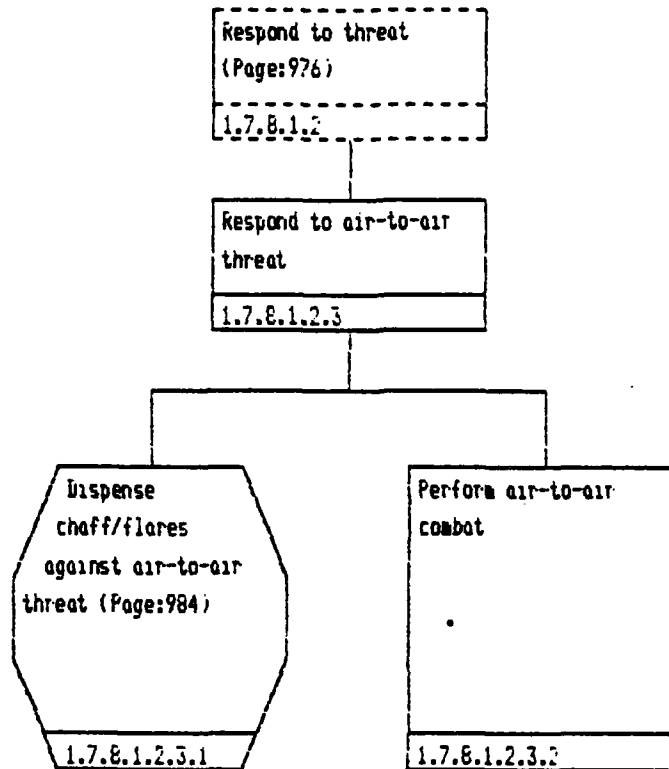 Respond to threat
(Page:976)
1.7.8.1.2
Respond to air-to-air
threat
1.7.8.1.2.3
Dispense
chaff/flares
against air-to-air
threat (Page:984)
1.7.8.1.2.3.1
Perform air-to-air
combat
1.7.8.1.2.3.2